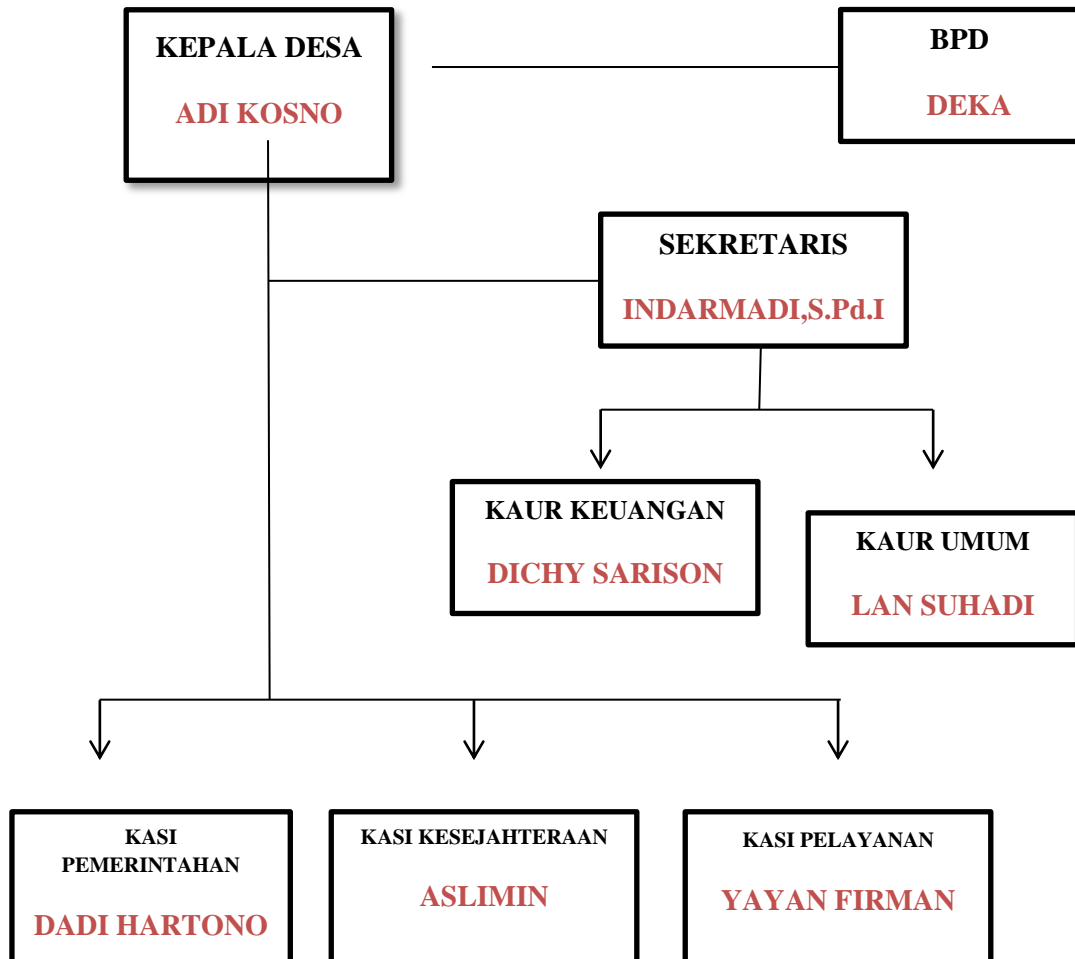 KEPALA DESA
ADI KOSNO
BPD
DEKA
SEKRETARIS
INDARMADI,S.Pd.I
KAUR KEUANGAN
DICHY SARISON
KAUR UMUM
LAN SUHADI
KASI
PEMERINTAHAN
DADI HARTONO
KASI KESEJAHTERAAN
ASLIMIN
KASI PELAYANAN
YAYAN FIRMAN